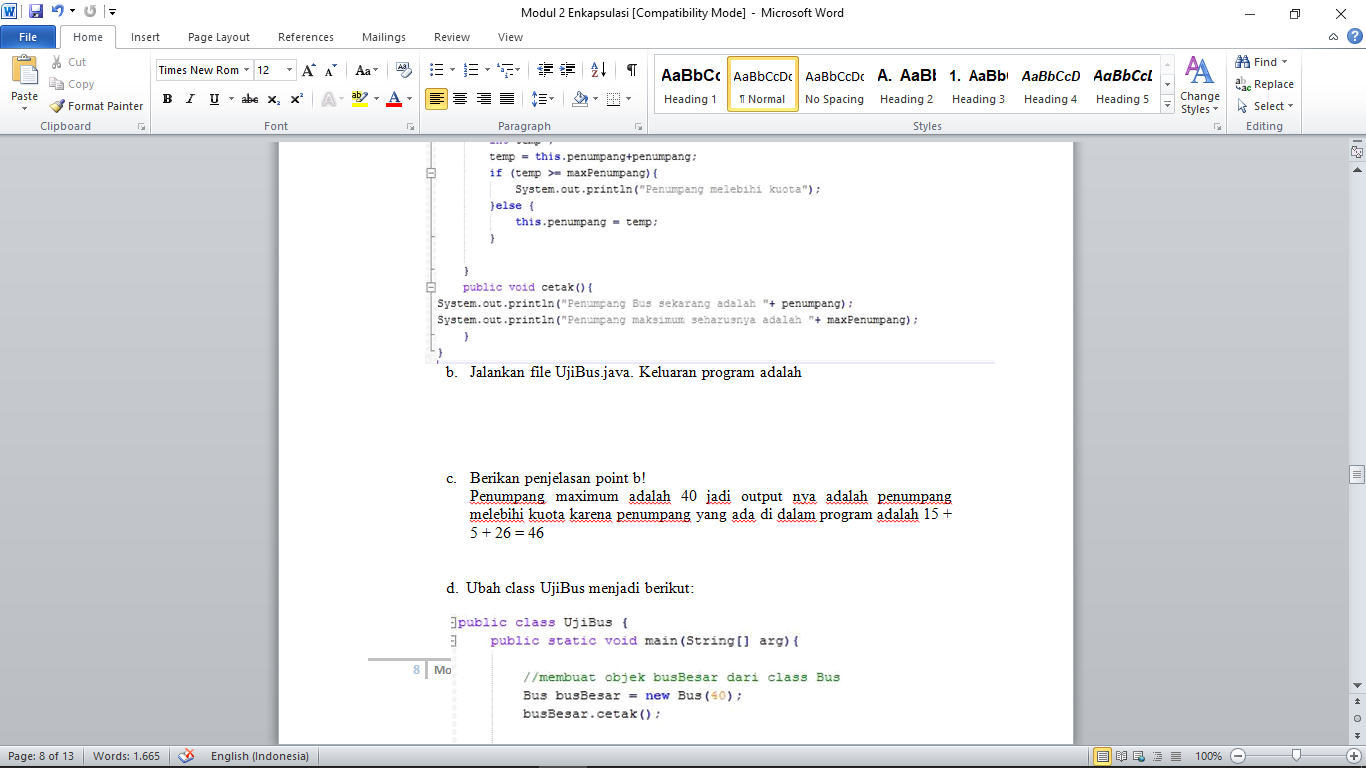 Modul 2 Enkapsulasi [Compatibility Mode] - Microsoft Word
File Home Insert Page Layout References Mailings Review View
Paste
Cut
Copy
Format Painter
Clipboard
Times New Rom 12
Font
Paragraph
AaBbCc AaBbCcDc AaBbCcDc A. AaBl 1. AaBb( AaBbCcD AaBbCcL
Heading 1 ¶ Normal No Spacing Heading 2 Heading 3 Heading 4 Heading 5
Styles
Change
Styles
Find
Replace
Select
Editing
temp = this.penumpang+penumpang;
if (temp >= maxPenumpang){
System.out.println("Penumpang melebihi kuota");
}else {
this.penumpang = temp;
}
}
public void cetak(){
System.out.println("Penumpang Bus sekarang adalah "+ penumpang);
System.out.println("Penumpang maksimum seharusnya adalah "+ maxPenumpang);
}
}
b. Jalankan file UjiBus.java. Keluaran program adalah
c. Berikan penjelasan point b!
Penumpang maximum adalah 40 jadi output nya adalah penumpang
melebihi kuota karena penumpang yang ada di dalam program adalah 15 +
5 + 26 = 46
d. Ubah class UjiBus menjadi berikut:
public class UjiBus {
public static void main(String[] arg){
//membuat objek busBesar dari class Bus
Bus busBesar = new Bus(40);
busBesar.cetak();
8 Mo
Page: 8 of 13 Words: 1.665 English (Indonesia) 100%